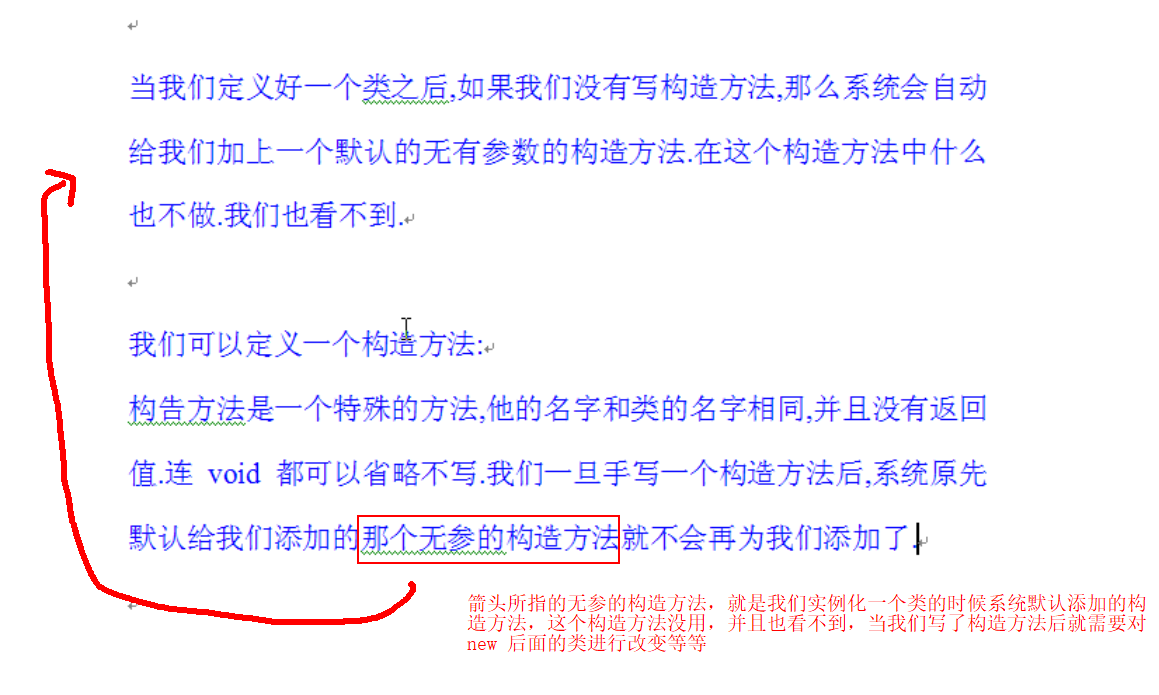 当我们定义好一个类之后,如果我们没有写构造方法,那么系统会自动
给我们加上一个默认的无有参数的构造方法.在这个构造方法中什么
也不做.我们也看不到.
我们可以定义一个构造方法:
构告方法是一个特殊的方法,他的名字和类的名字相同,并且没有返回
值.连 void 都可以省略不写.我们一旦手写一个构造方法后,系统原先
默认给我们添加的那个无参的构造方法就不会再为我们添加了.
箭头所指的无参的构造方法，就是我们实例化一个类的时候系统默认添加的构
造方法，这个构造方法没用，并且也看不到，当我们写了构造方法后就需要对
new 后面的类进行改变等等